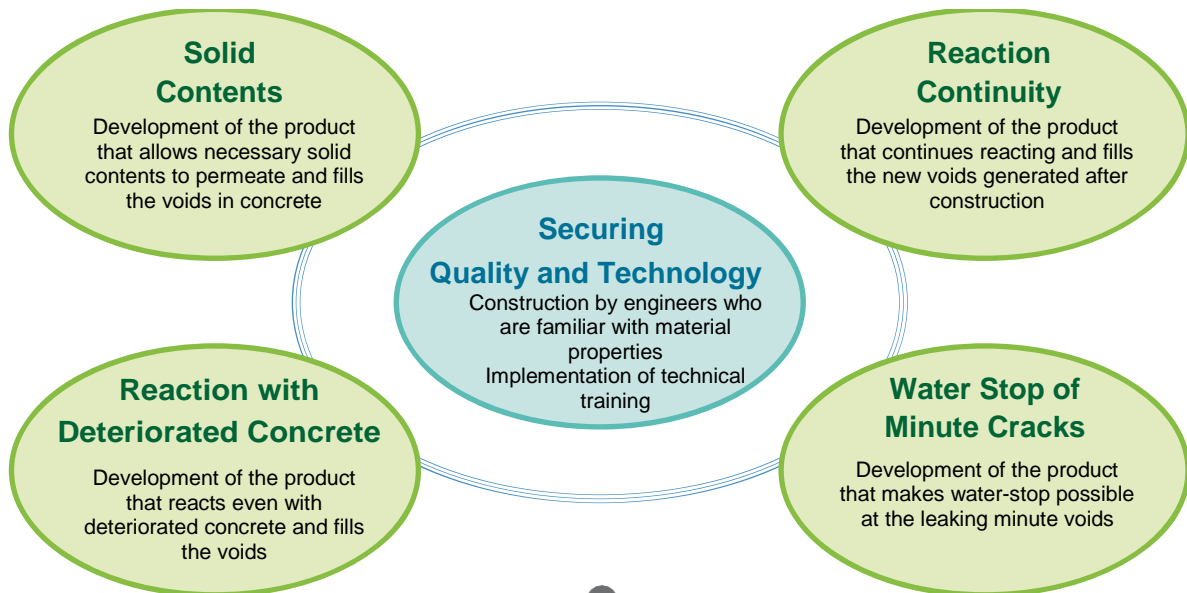 Solid
Contents
Development of the product
that allows necessary solid
contents to permeate and fills
the voids in concrete
Reaction
Continuity
Development of the product
that continues reacting and fills
the new voids generated after
construction
Securing
Quality and Technology
Construction by engineers who
are familiar with material
properties
Implementation of technical
training
Reaction with
Deteriorated Concrete
Development of the product
that reacts even with
deteriorated concrete and fills
the voids
Water Stop of
Minute Cracks
Development of the product
that makes water-stop possible
at the leaking minute voids